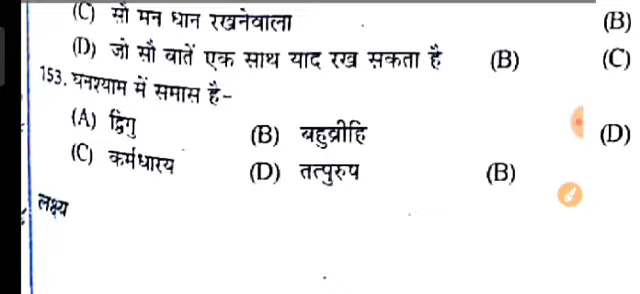 (C) सौ मन धान रखनेवाला (B)
(D) जो सौ बातें एक साथ याद रख सकता है (B) (C)
153. घनश्याम में समास है-
(A) द्विगु (B) बहुव्रीहि (D)
(C) कर्मधारय (D) तत्पुरुष (B)
लक्ष्य